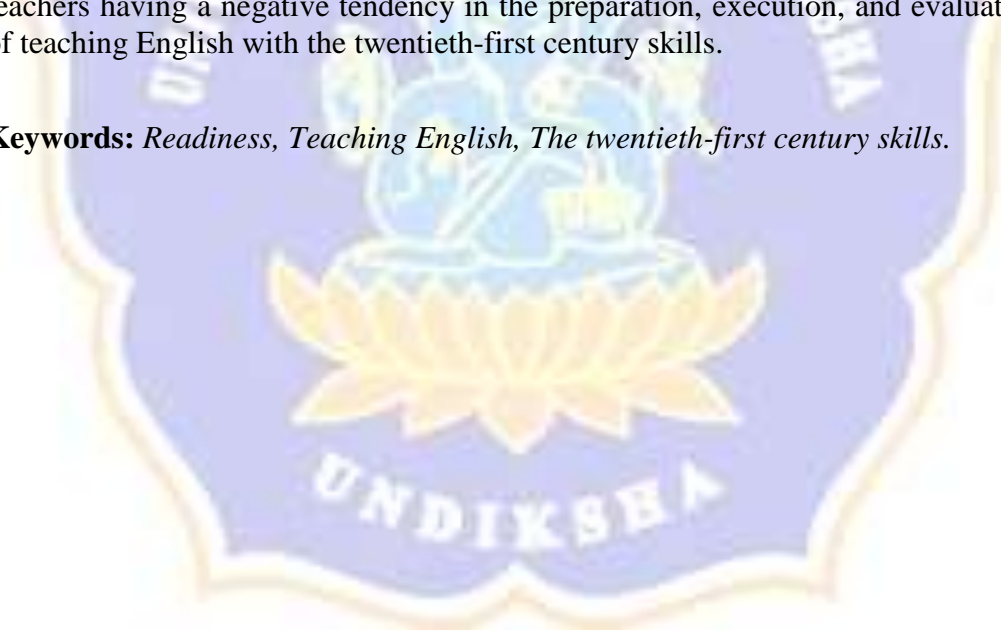 eachers having a negative tendency in the preparation, execution, and evaluat
of teaching English with the twentieth-first century skills.
Keywords: Readiness, Teaching English, The twentieth-first century skills.
UNDIKSHA